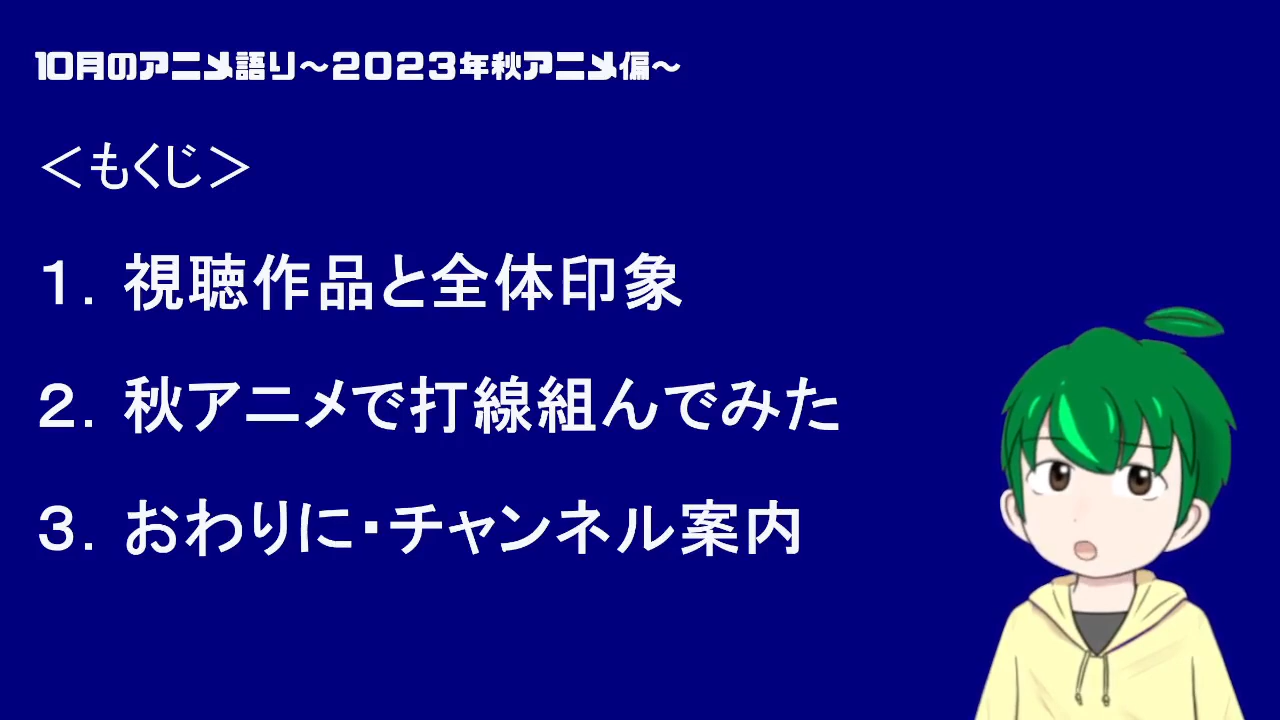 10月のアニメ語り～２０２３年秋アニメ偏～
＜もくじ＞
１．視聴作品と全体印象
２．秋アニメで打線組んでみた
３．おわりに・チャンネル案内